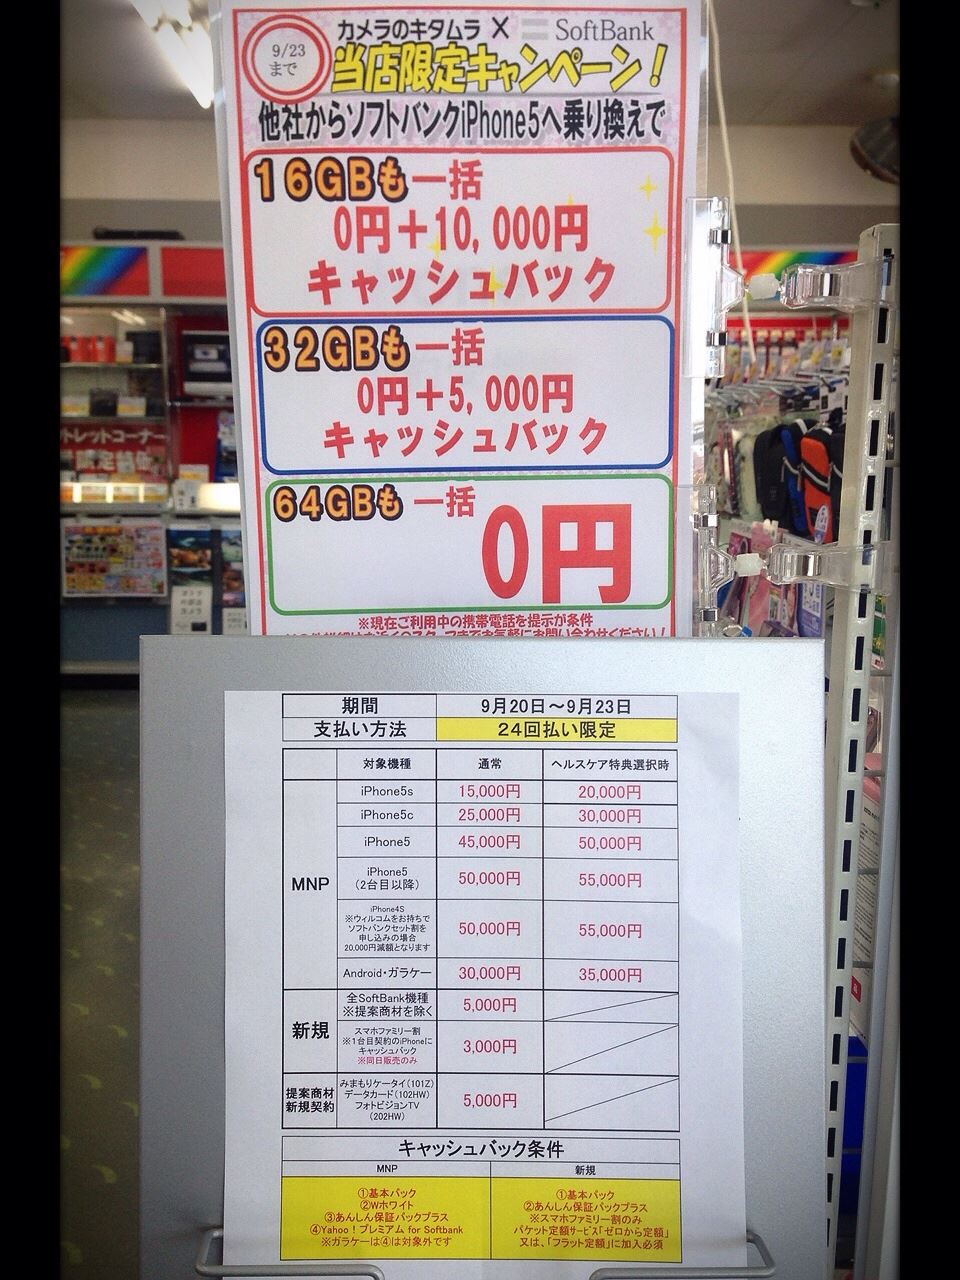 9/23
まで
カメラのキタムラ X SoftBank
当店限定キャンペーン！
他社からソフトバンクiPhone5へ乗り換えで
16GBも一括
0円＋10,000円
キャッシュバック
32GBも一括
0円＋5,000円
キャッシュバック
64GBも一括
0円
※現在ご利用中の携帯電話を提示が条件
トレットコーナー
期間 9月20日～9月23日
支払い方法 24回払い限定
対象機種 通常 ヘルスケア特典選択時
MNP
iPhone5s 15,000円 20,000円
iPhone5c 25,000円 30,000円
iPhone5 45,000円 50,000円
iPhone5
（2台目以降） 50,000円 55,000円
iPhone4S
※ウィルコムをお持ちで
ソフトバンクセット割を
申し込みの場合
20,000円減額となります
50,000円 55,000円
Android・ガラケー 30,000円 35,000円
新規
全SoftBank機種
※提案商材を除く 5,000円
スマホファミリー割
※1台目契約のiPhoneに
キャッシュバック
※同日販売のみ
3,000円
提案商材
新規契約
みまもりケータイ（101Z）
データカード（102HW）
フォトビジョンTV
（202HW）
5,000円
キャッシュバック条件
MNP 新規
①基本パック
②Wホワイト
③あんしん保証パックプラス
④Yahoo！プレミアム for Softbank
※ガラケーは④は対象外です
①基本パック
②あんしん保証パックプラス
※スマホファミリー割のみ
パケット定額サービス「ゼロから定額」
又は、「フラット定額」に加入必須